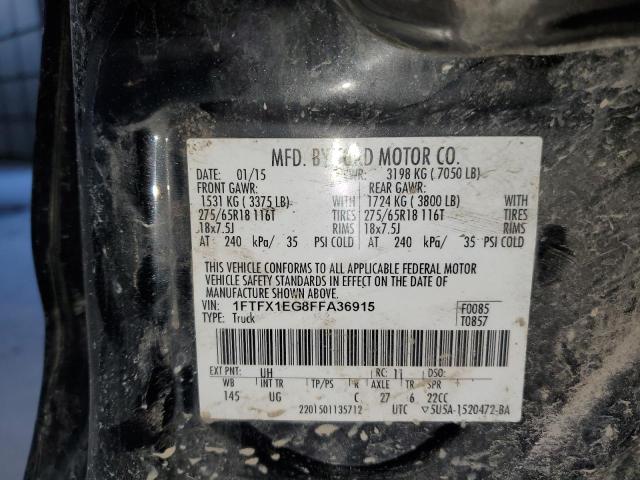 MFD. BY FORD MOTOR CO.
DATE: 01/15 GVWR: 3198 KG ( 7050 LB)
FRONT GAWR: REAR GAWR:
1531 KG ( 3375 LB) WITH 1724 KG ( 3800 LB) WITH
275/65R18 116T TIRES 275/65R18 116T TIRES
18x7.5J RIMS 18x7.5J RIMS
AT 240 kPa/ 35 PSI COLD AT 240 kPa/ 35 PSI COLD
THIS VEHICLE CONFORMS TO ALL APPLICABLE FEDERAL MOTOR
VEHICLE SAFETY STANDARDS IN EFFECT ON THE DATE OF
MANUFACTURE SHOWN ABOVE.
VIN: 1FTFX1EG8FFA36915 F0085
TYPE: Truck T0857
EXT PNT: UH RC: 11 DSO:
WB INT TR TP/PS R AXLE TR SPR
145 UG C 27 6 22CC
2201501135712 UTC ▽5U5A-1520472-BA